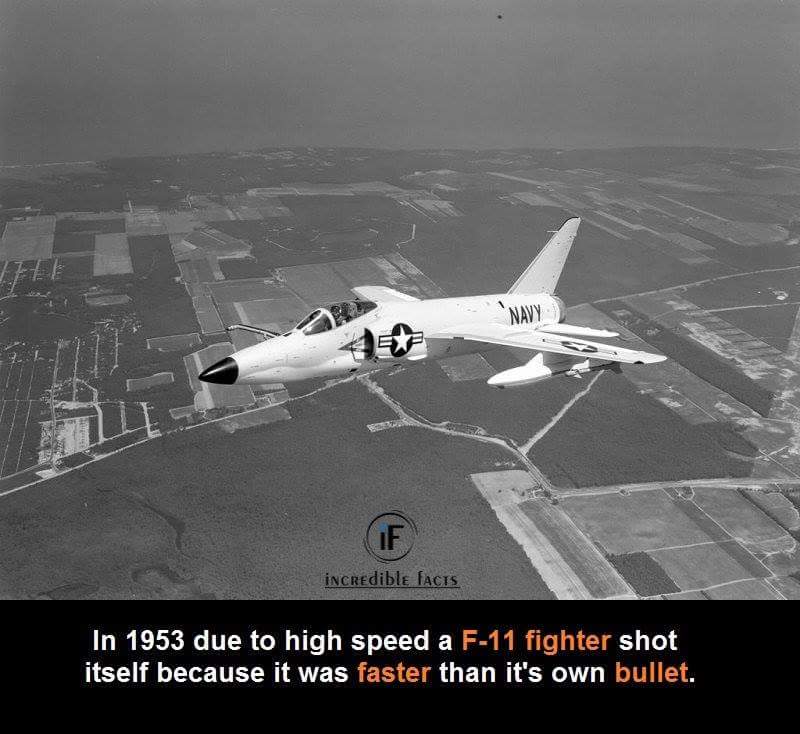 NAVY
iF
incredible facts
In 1953 due to high speed a F-11 fighter shot
itself because it was faster than it's own bullet.